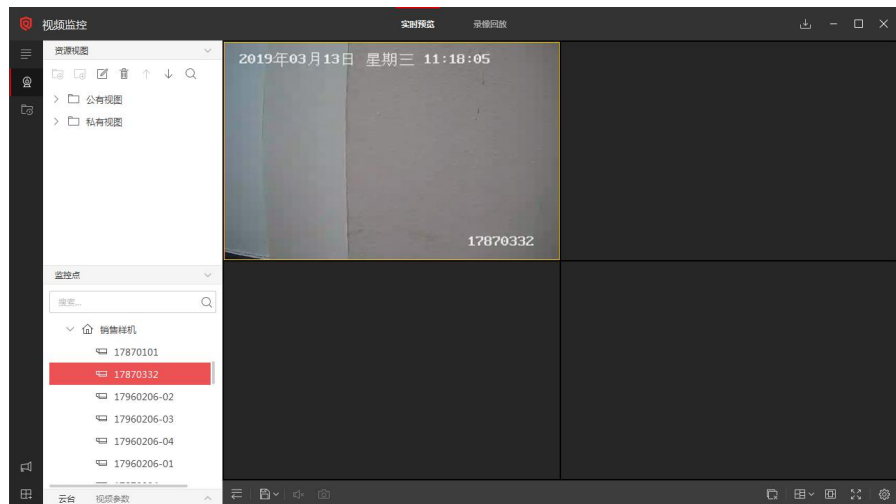 视频监控
实时预览
录像回放
资源视图
公有视图
私有视图
2019年03月13日 星期三 11:18:05
17870332
监控点
搜索...
销售样机
17870101
17870332
17960206-02
17960206-03
17960206-04
17960206-01
云台
视频参数